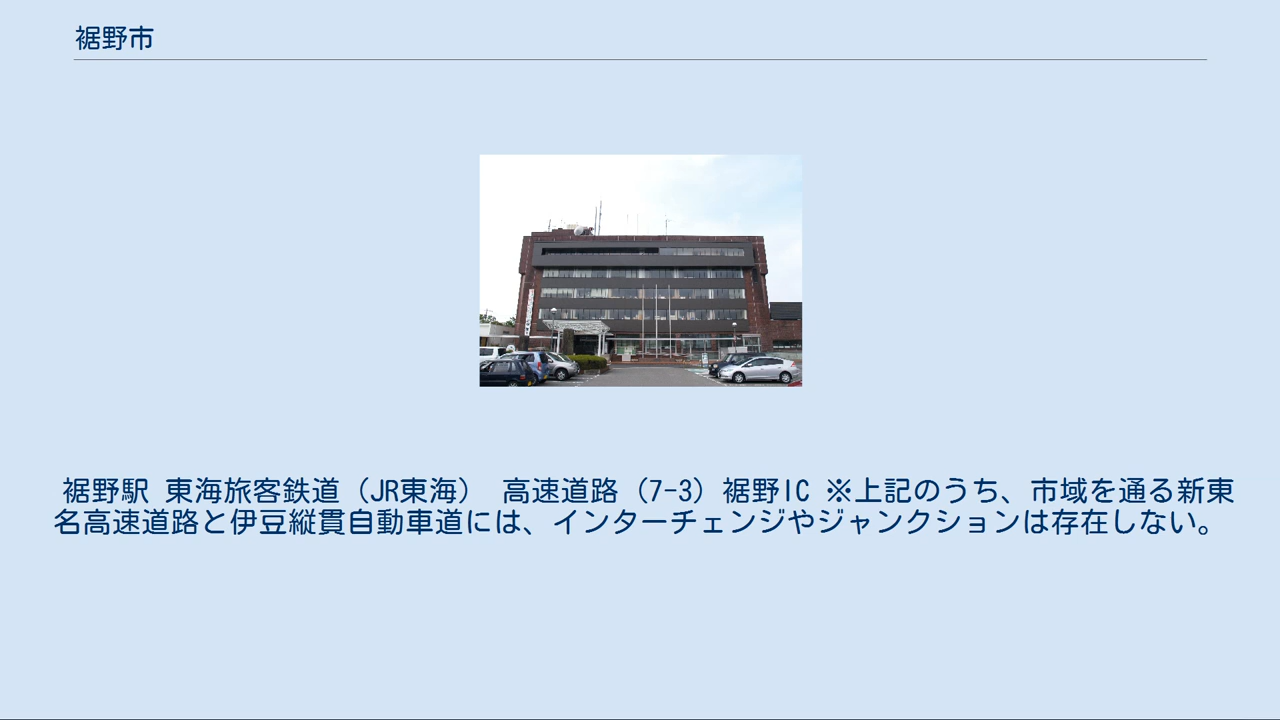 裾野市
裾野駅 東海旅客鉄道（JR東海） 高速道路（7-3）裾野IC ※上記のうち、市域を通る新東
名高速道路と伊豆縦貫自動車道には、インターチェンジやジャンクションは存在しない。